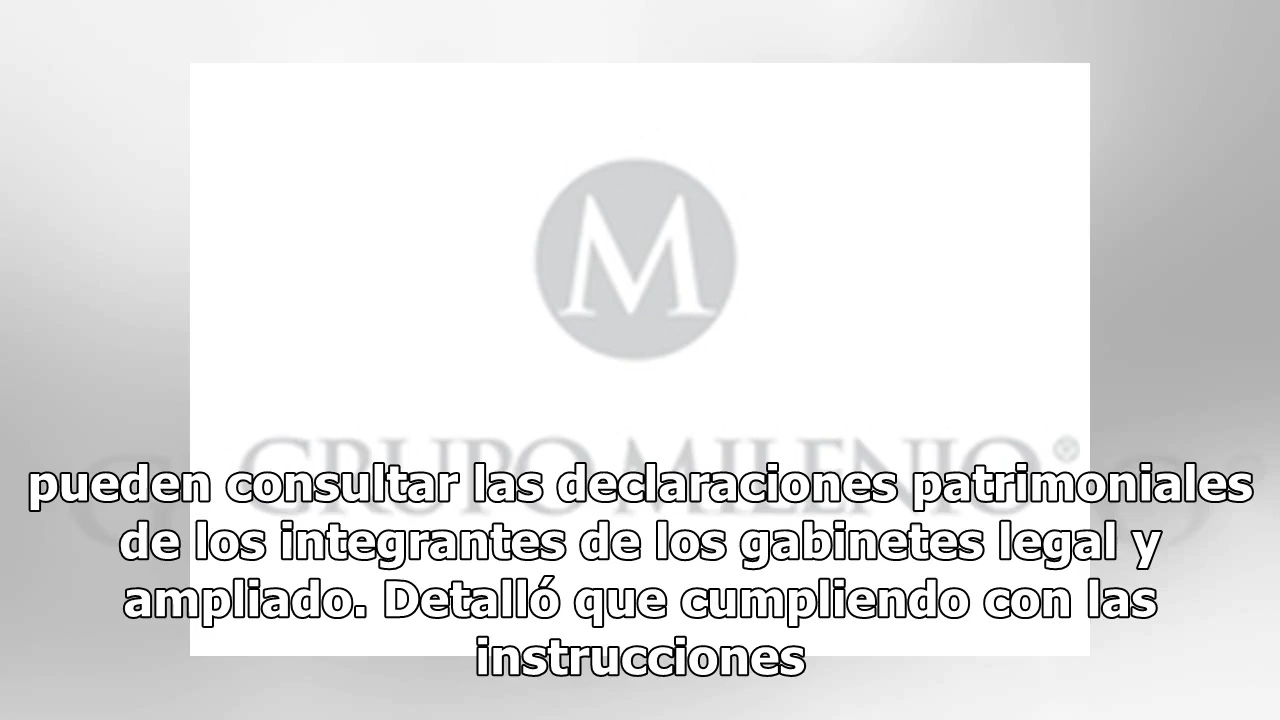 M
GRUPO MILENIO®
pueden consultar las declaraciones patrimoniales
de los integrantes de los gabinetes legal y
ampliado. Detalló que cumpliendo con las
instrucciones